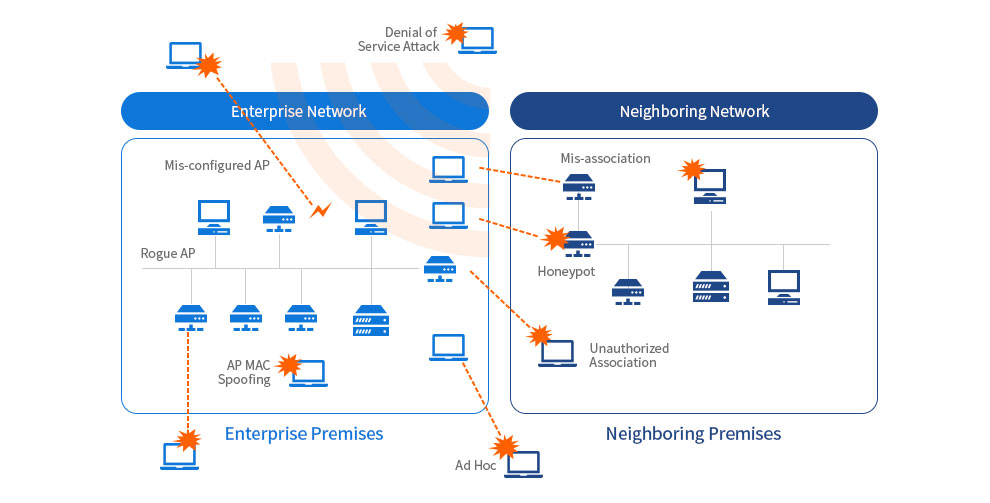 Denial of
Service Attack
Enterprise Network
Neighboring Network
Mis-configured AP
Mis-association
Rogue AP
Honeypot
AP MAC
Spoofing
Unauthorized
Association
Enterprise Premises
Neighboring Premises
Ad Hoc